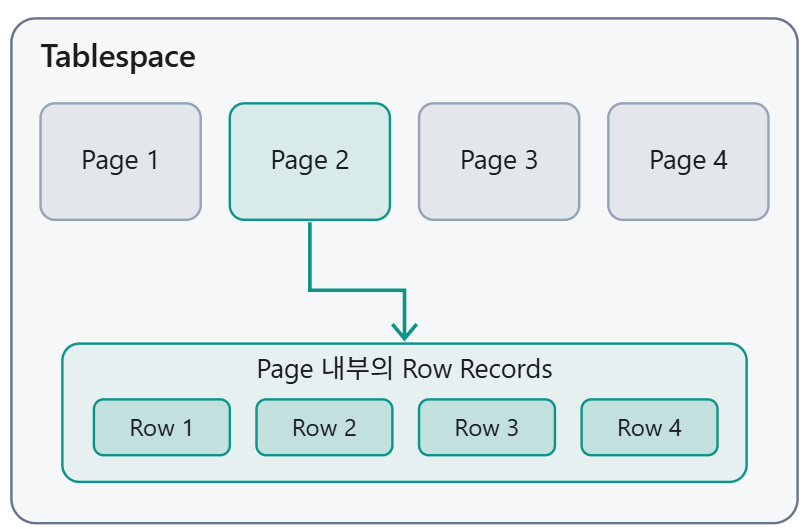 Tablespace
Page 1
Page 2
Page 3
Page 4
Page 내부의 Row Records
Row 1
Row 2
Row 3
Row 4